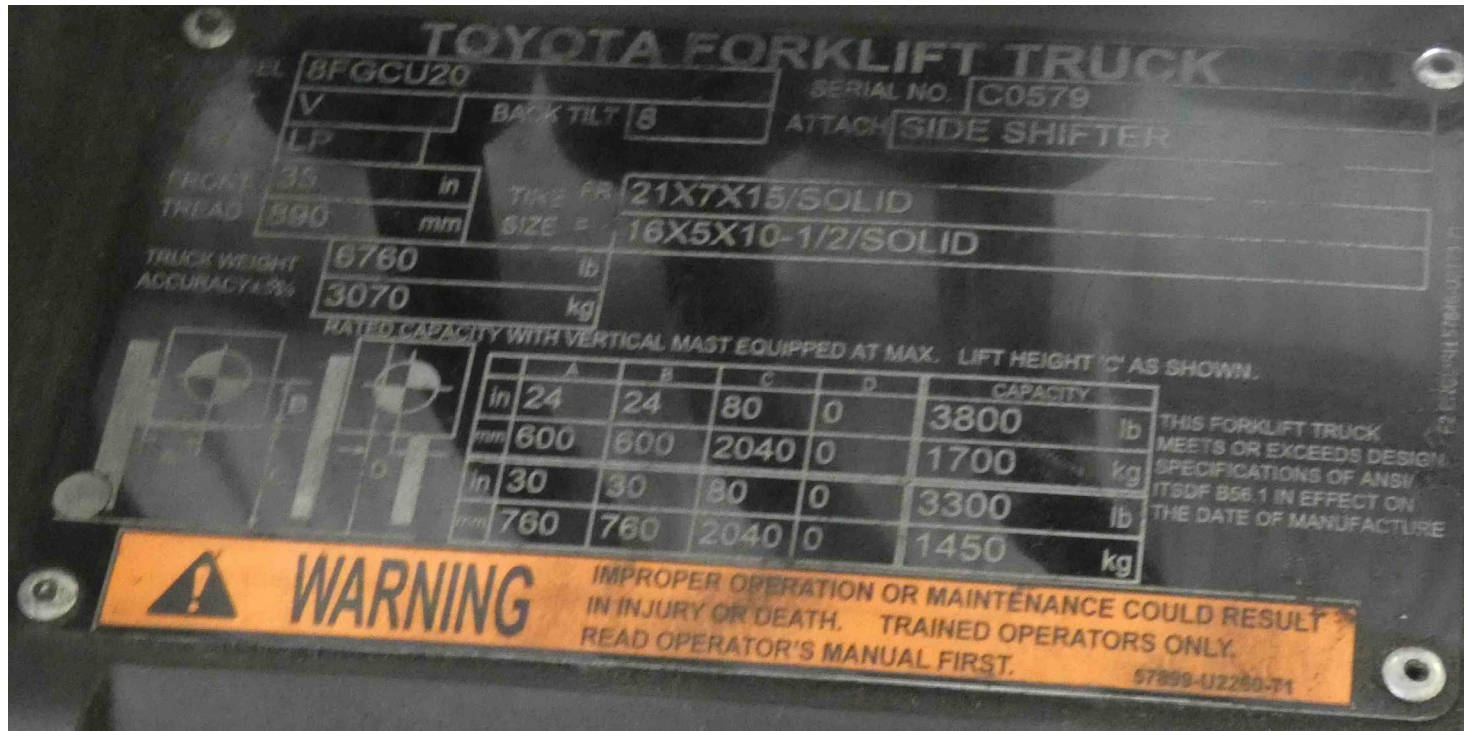 TOYOTA FORKLIFT TRUCK
8FGCU20 SERIAL NO. C0579
V BACK TILT 8 ATTACH SIDE SHIFTER
LP
FRONT 35 in TIRE FR 21X7X15/SOLID
TREAD 890 mm SIZE 16X5X10-1/2/SOLID
TRUCK WEIGHT 6760 lb
ACCURACY±5% 3070 kg
RATED CAPACITY WITH VERTICAL MAST EQUIPPED AT MAX. LIFT HEIGHT 'C' AS SHOWN.
A B C D CAPACITY
in 24 24 80 0 3800 lb
mm 600 600 2040 0 1700 kg
in 30 30 80 0 3300 lb
mm 760 760 2040 0 1450 kg
B
THIS FORKLIFT TRUCK
MEETS OR EXCEEDS DESIGN
SPECIFICATIONS OF ANSI/
ITSDF B56.1 IN EFFECT ON
THE DATE OF MANUFACTURE
WARNING
IMPROPER OPERATION OR MAINTENANCE COULD RESULT
IN INJURY OR DEATH. TRAINED OPERATORS ONLY.
READ OPERATOR'S MANUAL FIRST.